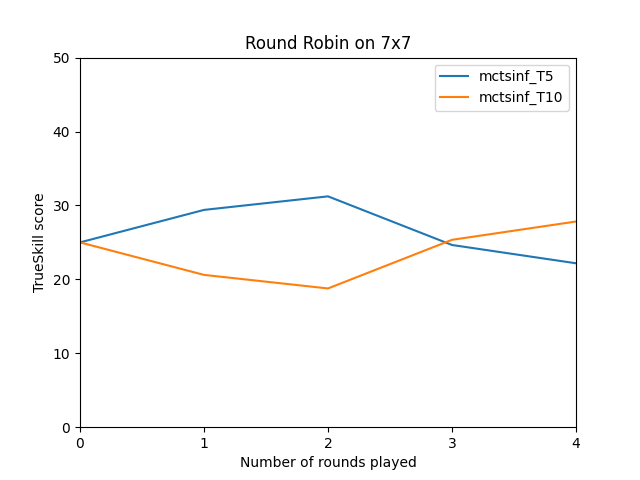 Round Robin on 7x7
mctsinf_T5
mctsinf_T10
50
40
30
20
10
0
TrueSkill score
0 1 2 3 4
Number of rounds played